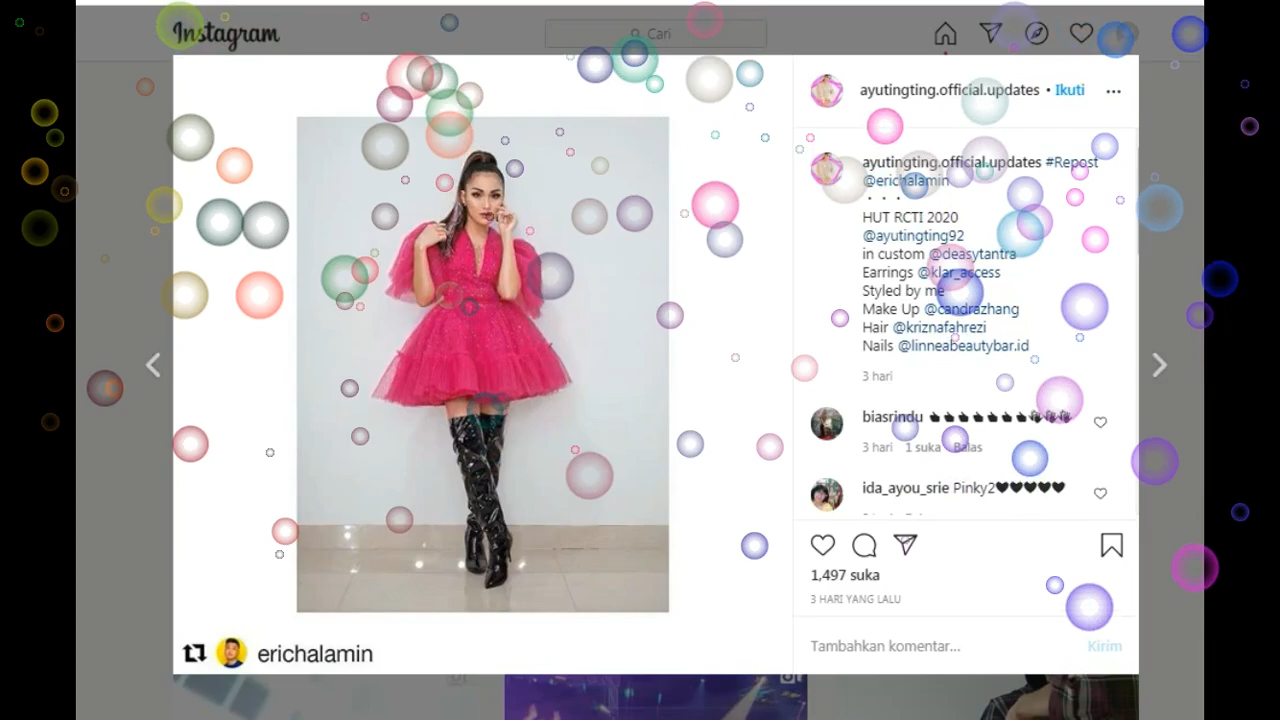 Instagram
Cari
ayutingting.official.updates • Ikuti
ayutingting.official.updates #Repost
@erichalamin
• • •
HUT RCTI 2020
@ayutingting92
in custom @deasytantra
Earrings @klar_access
Styled by me
Make Up @candrazhang
Hair @kriznafahrezi
Nails @linneabeautybar.id
3 hari
biasrindu
3 hari 1 suka Balas
ida_ayou_srie Pinky2🖤🖤🖤🖤🖤
1,497 suka
3 HARI YANG LALU
Tambahkan komentar... Kirim
erichalamin